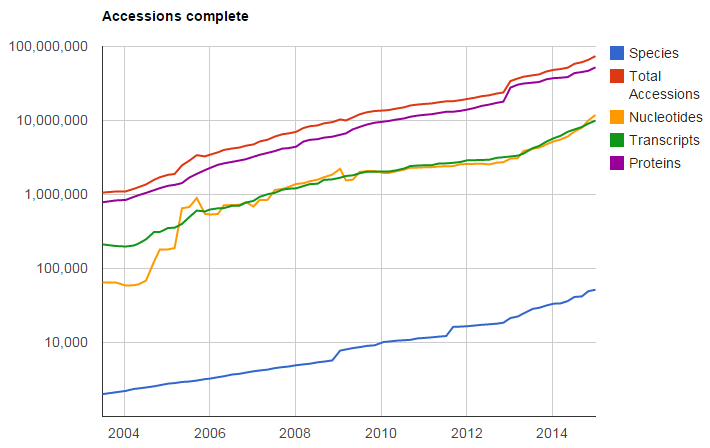 Accessions complete
100,000,000
10,000,000
1,000,000
100,000
10,000
2004
2006
2008
2010
2012
2014
Species
Total
Accessions
Nucleotides
Transcripts
Proteins